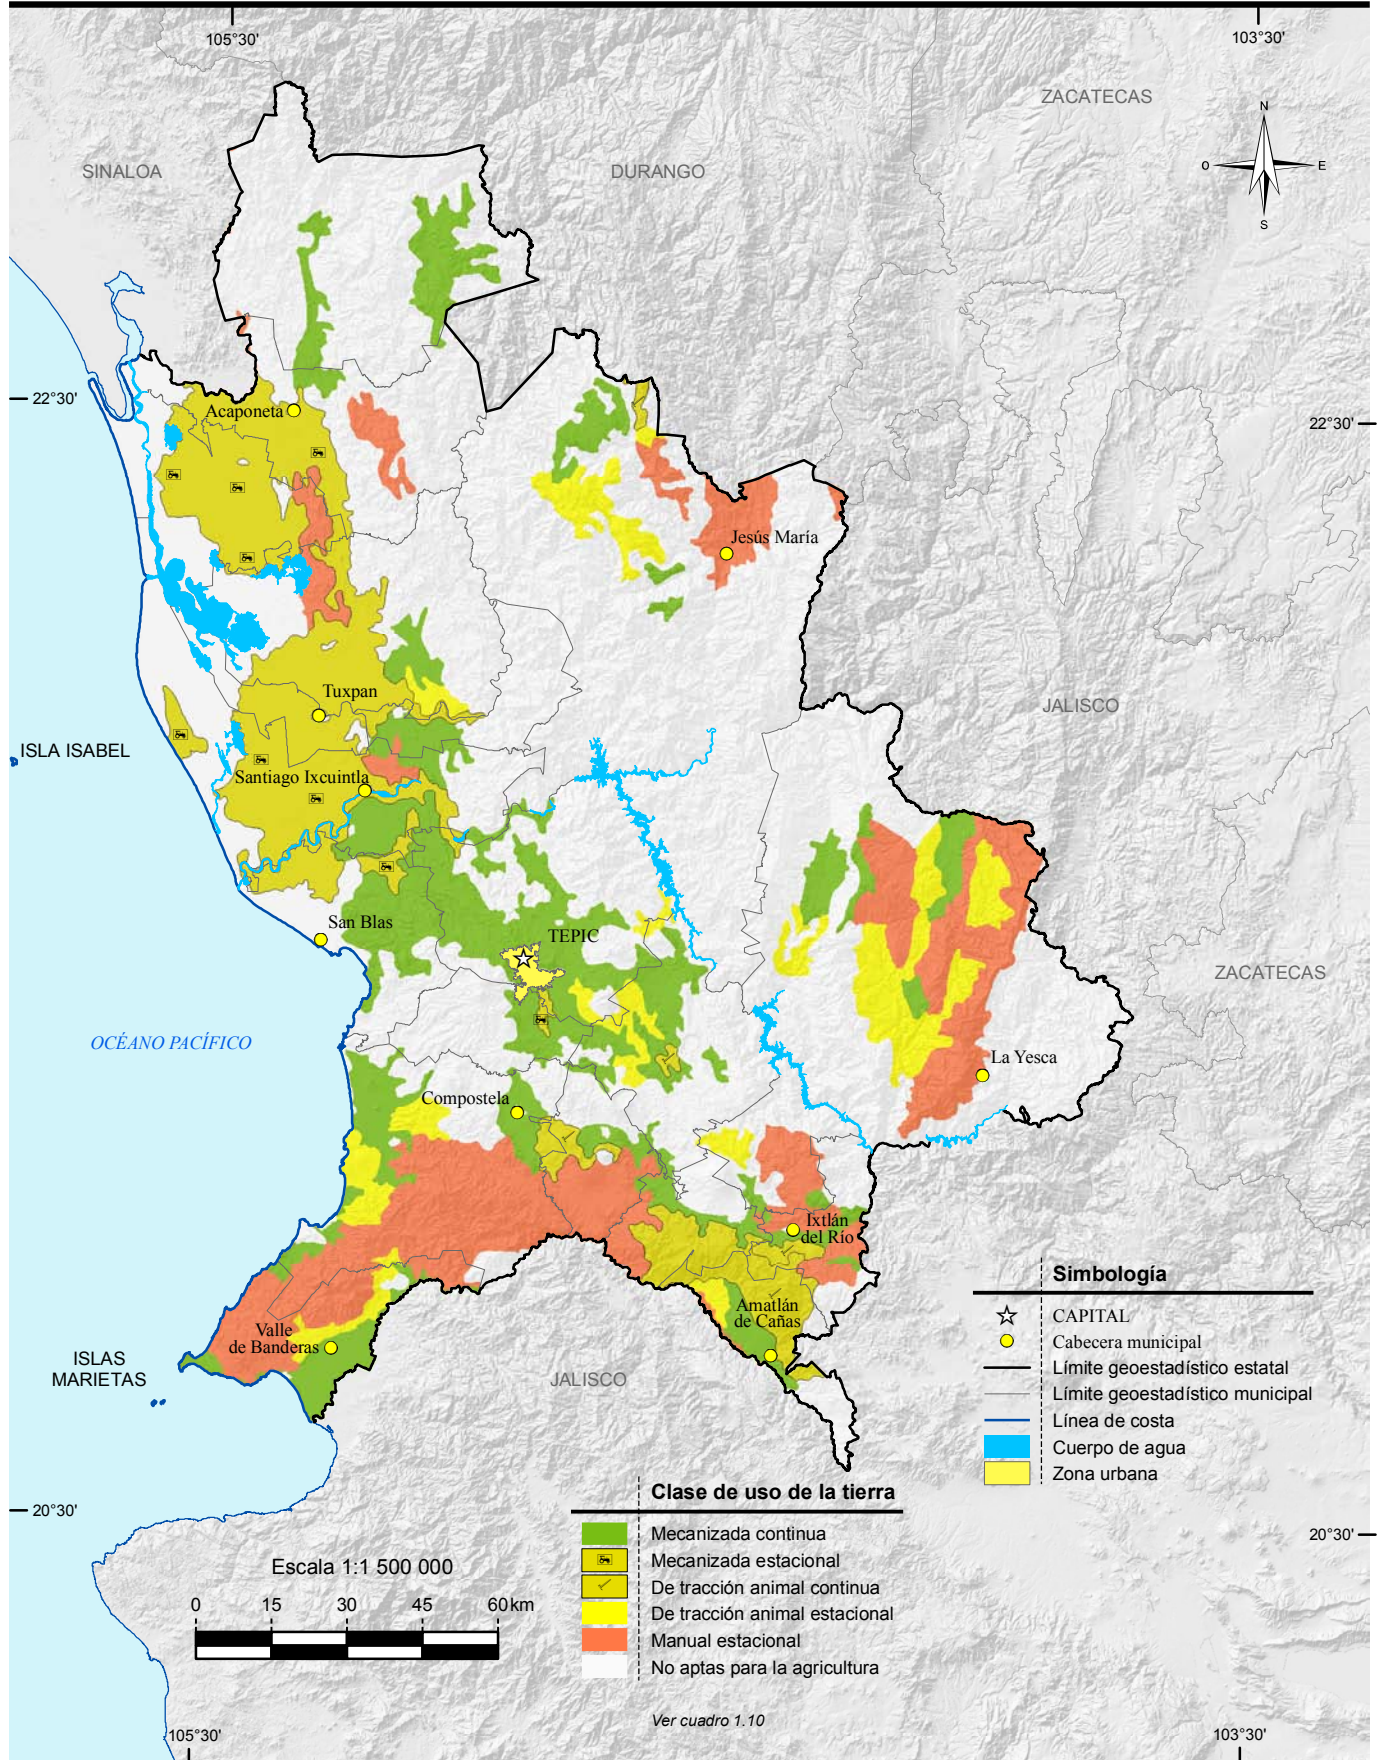 105°30'
103°30'
ZACATECAS
N
O
E
S
SINALOA
DURANGO
22°30'
22°30'
Acaponeta
Jesús María
Tuxpan
JALISCO
ISLA ISABEL
Santiago Ixcuintla
San Blas
TEPIC
ZACATECAS
OCÉANO PACÍFICO
La Yesca
Compostela
Ixtlán
del Río
Amatlán
de Cañas
Valle
de Banderas
ISLAS
MARIETAS
JALISCO
Simbología
CAPITAL
Cabecera municipal
Límite geoestadístico estatal
Límite geoestadístico municipal
Línea de costa
Cuerpo de agua
Zona urbana
20°30'
20°30'
Clase de uso de la tierra
Mecanizada continua
Mecanizada estacional
De tracción animal continua
De tracción animal estacional
Manual estacional
No aptas para la agricultura
Escala 1:1 500 000
0 15 30 45 60 km
Ver cuadro 1.10
105°30'
103°30'